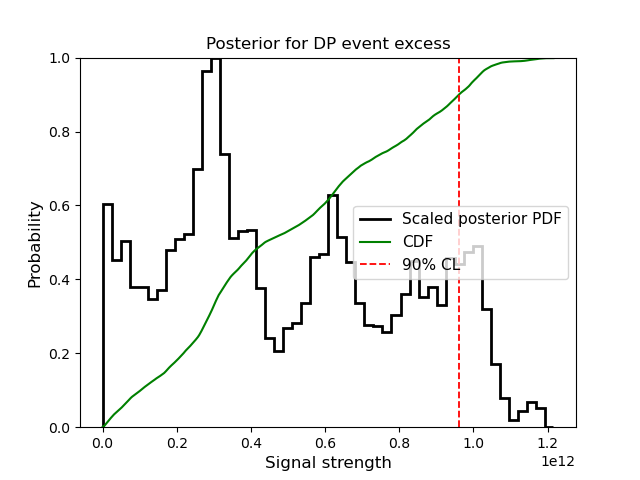 Posterior for DP event excess
Probability
1.0
0.8
0.6
0.4
0.2
0.0
Scaled posterior PDF
CDF
90% CL
0.0 0.2 0.4 0.6 0.8 1.0 1.2
1e12
Signal strength